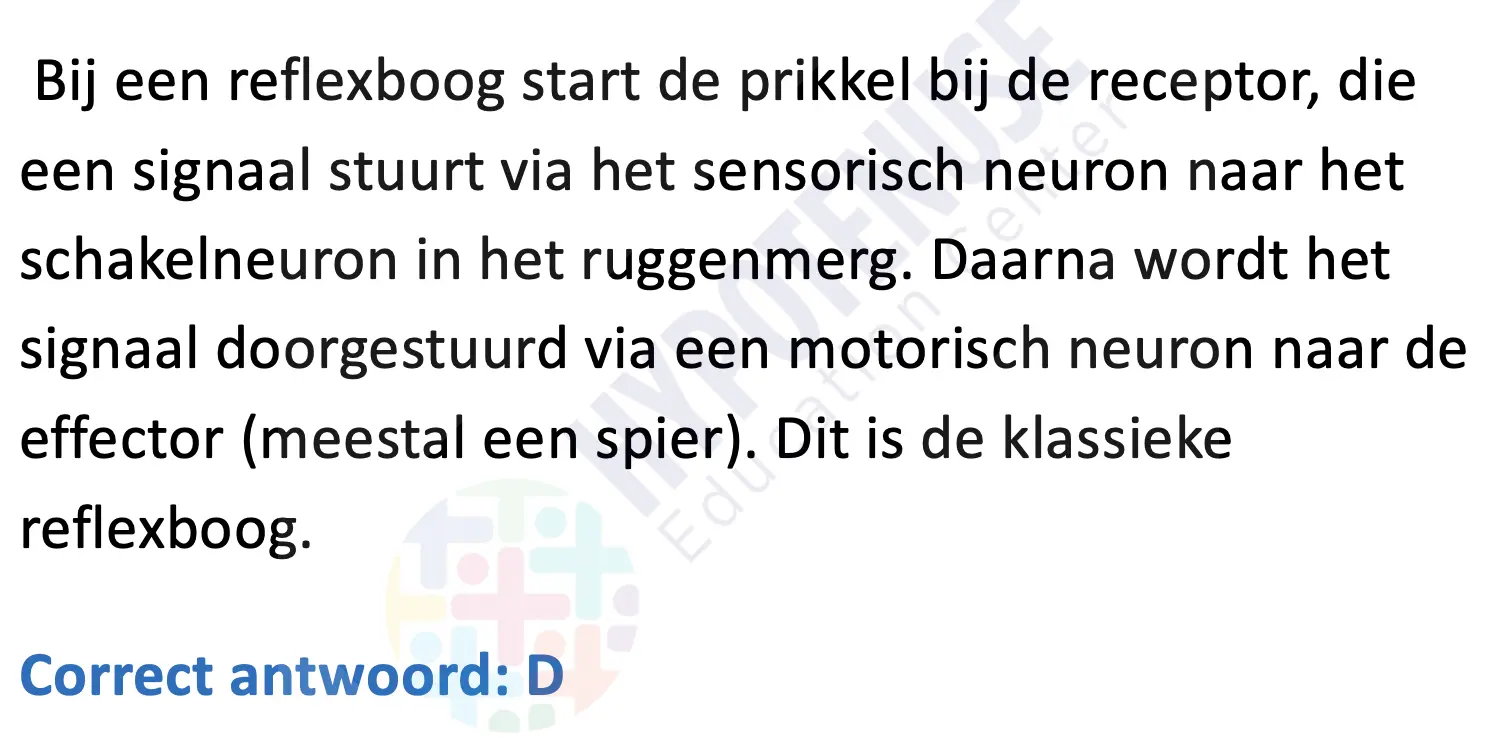 Bij een reflexboog start de prikkel bij de receptor, die
een signaal stuurt via het sensorisch neuron naar het
schakelneuron in het ruggenmerg. Daarna wordt het
signaal doorgestuurd via een motorisch neuron naar de
effector (meestal een spier). Dit is de klassieke
reflexboog.
Correct antwoord: D
HYPOTENUSE
Education Center